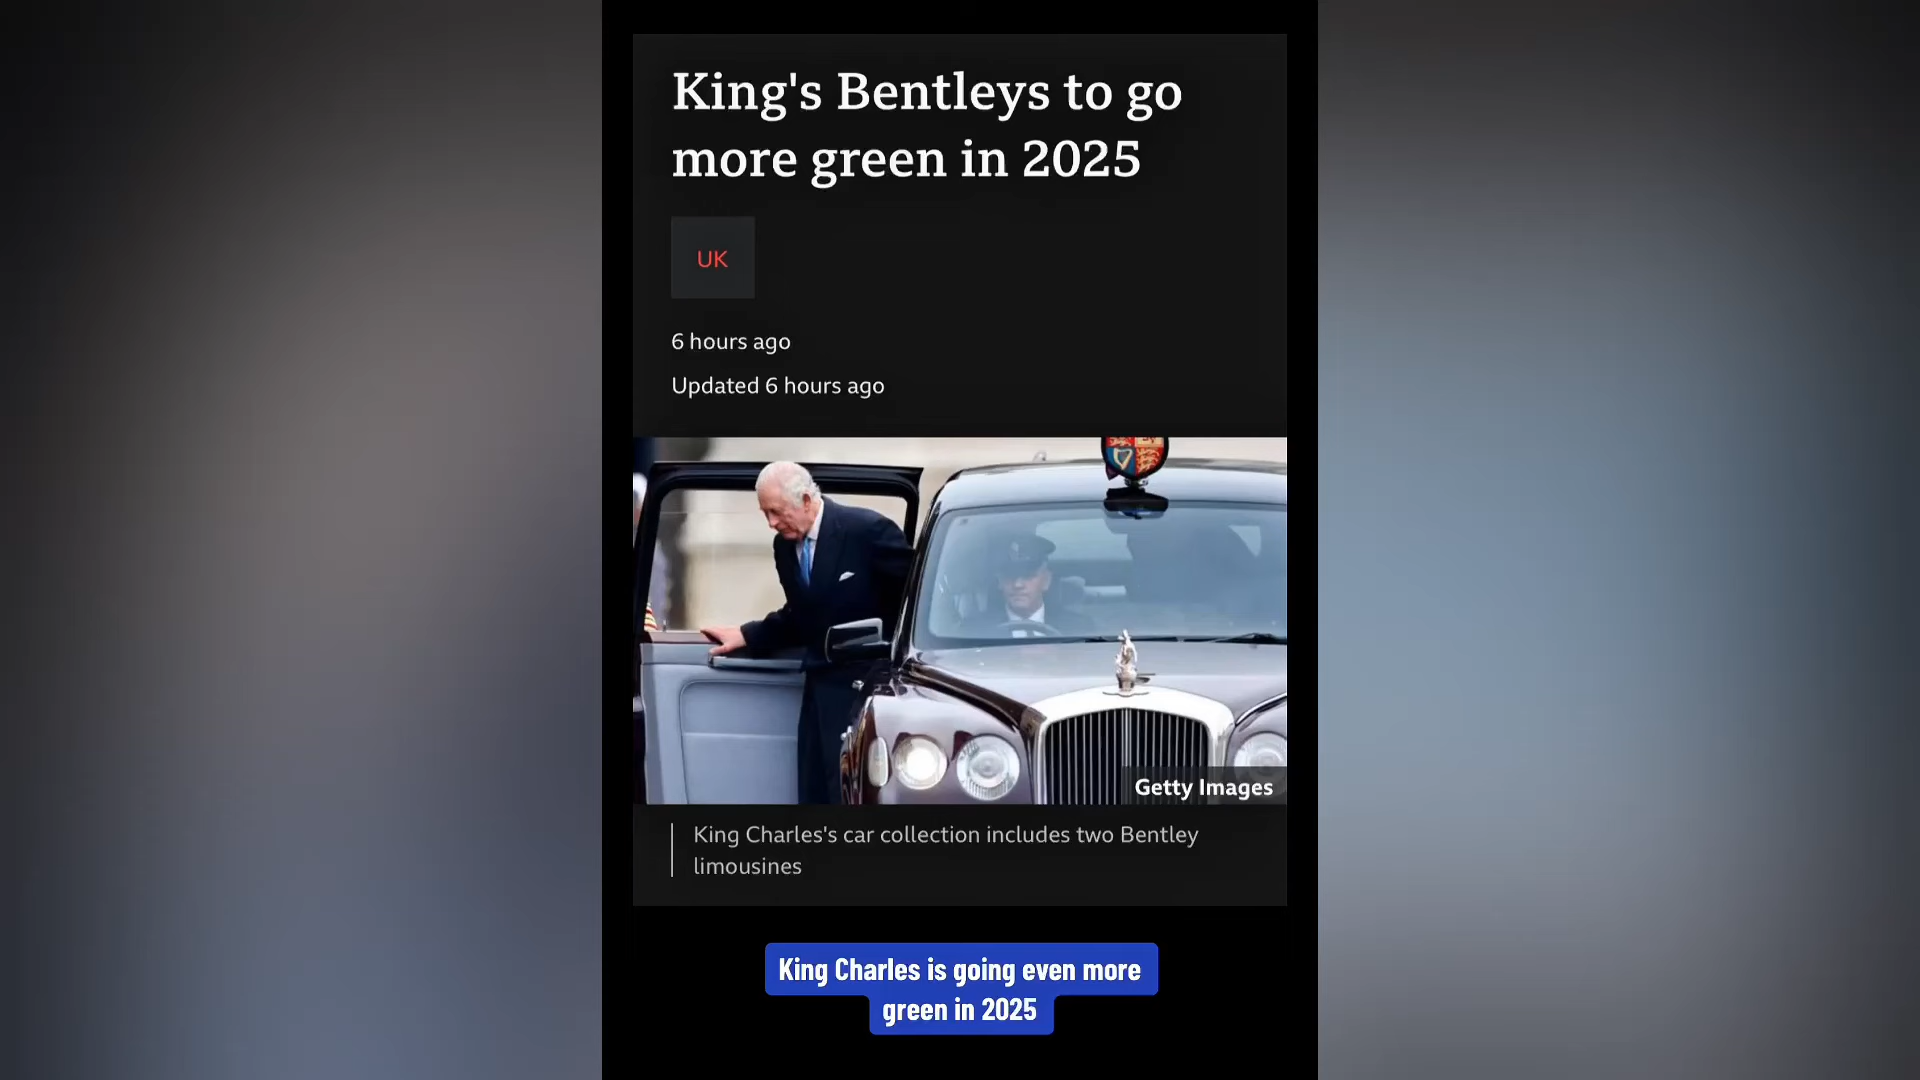 King's Bentleys to go
more green in 2025
UK
6 hours ago
Updated 6 hours ago
Getty Images
King Charles's car collection includes two Bentley
limousines
King Charles is going even more
green in 2025